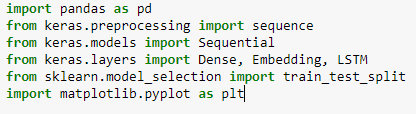 import pandas as pd
from keras.preprocessing import sequence
from keras.models import Sequential
from keras.layers import Dense, Embedding, LSTM
from sklearn.model_selection import train_test_split
import matplotlib.pyplot as plt